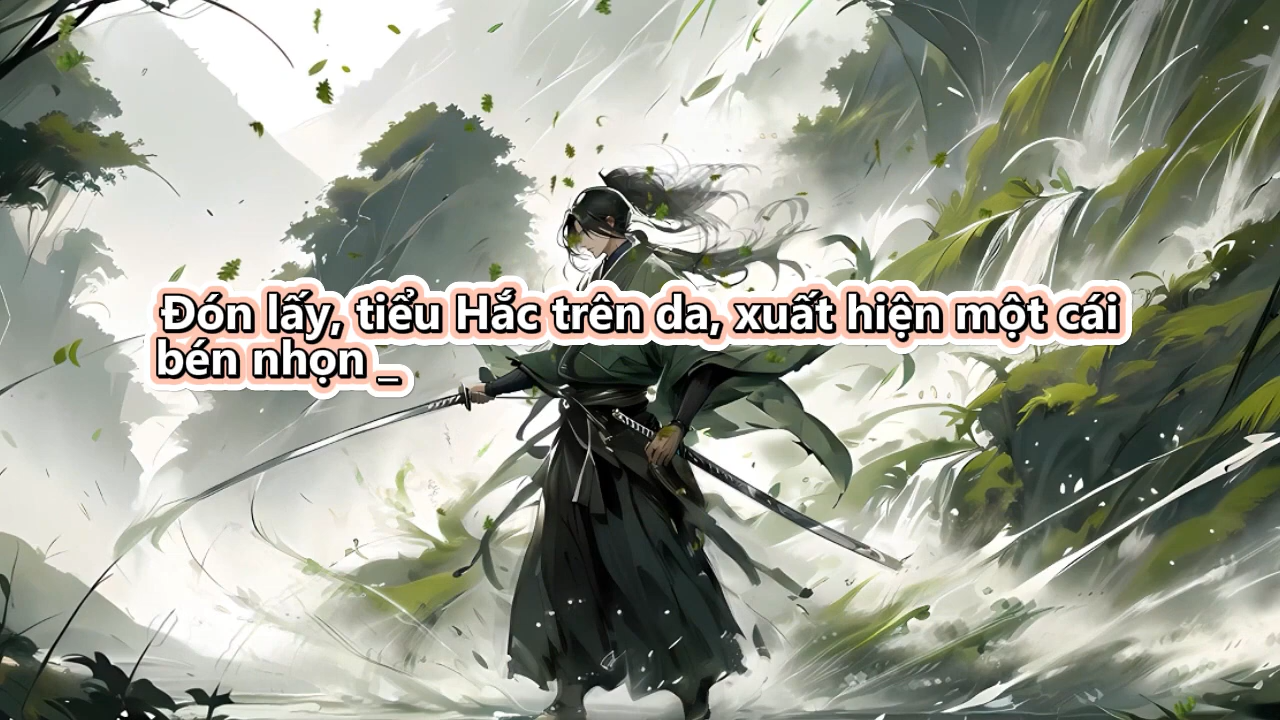 Đón lấy, tiểu Hắc trên da, xuất hiện một cái
bén nhọn _